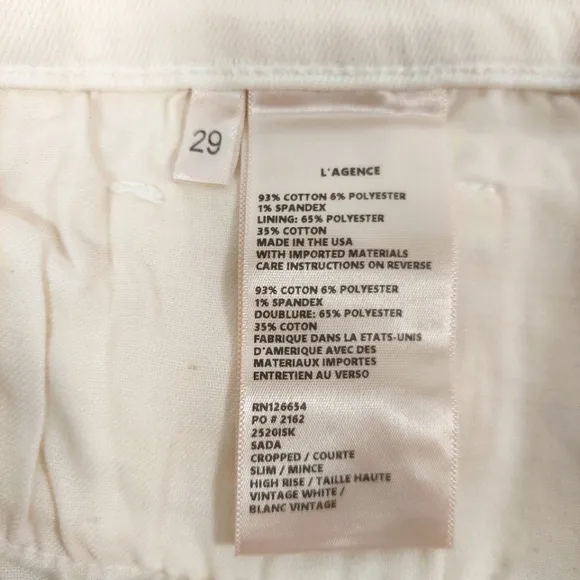 29
L'AGENCE
93% COTTON 6% POLYESTER
1% SPANDEX
LINING: 65% POLYESTER
35% COTTON
MADE IN THE USA
WITH IMPORTED MATERIALS
CARE INSTRUCTIONS ON REVERSE
93% COTON 6% POLYESTER
1% SPANDEX
DOUBLURE: 65% POLYESTER
35% COTON
FABRIQUE DANS LA ETATS-UNIS
D'AMERIQUE AVEC DES
MATERIAUX IMPORTES
ENTRETIEN AU VERSO
RN126654
PO # 2162
2520ISK
SADA
CROPPED / COURTE
SLIM / MINCE
HIGH RISE / TAILLE HAUTE
VINTAGE WHITE /
BLANC VINTAGE